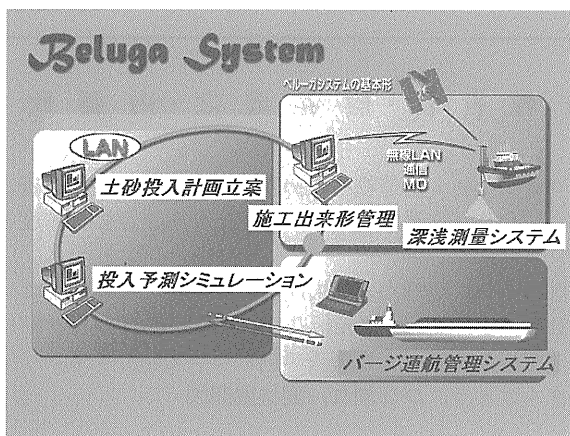 Beluga System
ベルーガシステムの基本形
LAN
無線LAN
通信
MO
土砂投入計画立案
施工出来形管理
深浅測量システム
投入予測シミュレーション
バージ運航管理システム